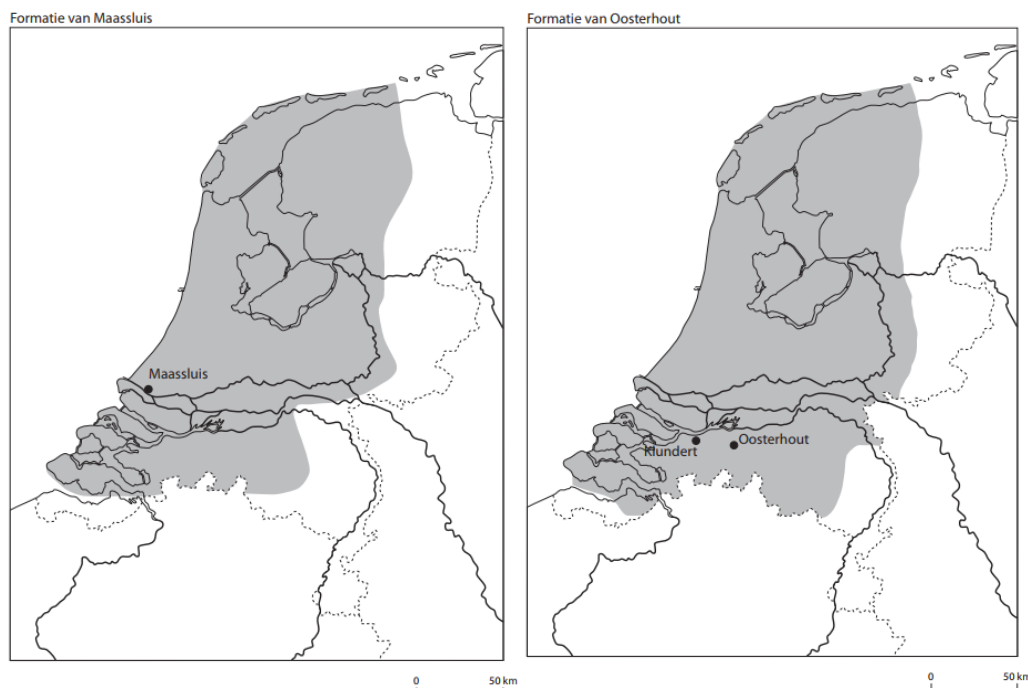 Formatie van Maassluis
Formatie van Oosterhout
Maassluis
Klundert
Oosterhout
0 50 km
0 50 km